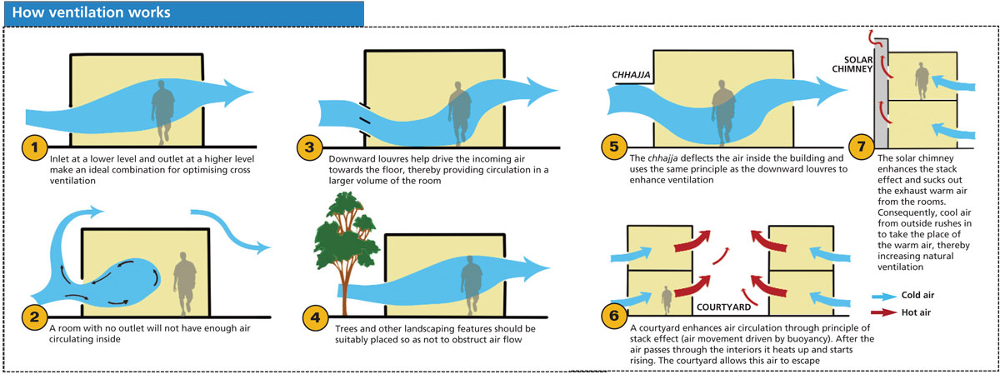 How ventilation works
1
Inlet at a lower level and outlet at a higher level
make an ideal combination for optimising cross
ventilation
2
A room with no outlet will not have enough air
circulating inside
3
Downward louvres help drive the incoming air
towards the floor, thereby providing circulation in a
larger volume of the room
4
Trees and other landscaping features should be
suitably placed so as not to obstruct air flow
CHHAJJA
5
The chhajja deflects the air inside the building and
uses the same principle as the downward louvres to
enhance ventilation
COURTYARD
6
A courtyard enhances air circulation through principle of
stack effect (air movement driven by buoyancy). After the
air passes through the interiors it heats up and starts
rising. The courtyard allows this air to escape
SOLAR
CHIMNEY
7
The solar chimney
enhances the stack
effect and sucks out
the exhaust warm air
from the rooms.
Consequently, cool air
from outside rushes in
to take the place of
the warm air, thereby
increasing natural
ventilation
Cold air
Hot air